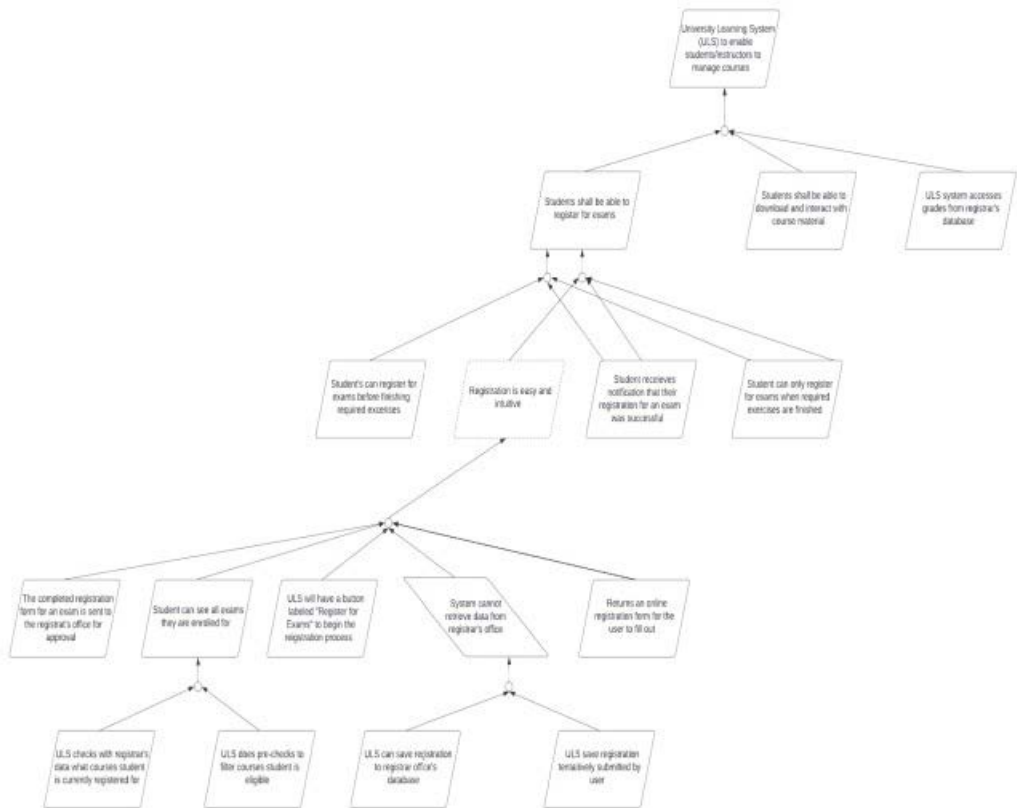 University Learning System
(ULS) to enable
students/instructors to
manage courses
Students shall be able to
register for exams
Students shall be able to
download and interact with
course material
ULS system accesses
grades from registrar's
database
Student's can register for
exams before finishing
required
Registration is easy and
intuitive
Student
notification that their
registration for an exam
was successful
Student can only register
for exams when required
exercises are finished
The completed registration
form for an exam is sent to
the office for
approval
Student can see all exams
they are enrolled for
ULS will have a button
labeled "Register for
Exams" to begin the
process
System cannot
retrieve data from
registrar's office
Returns an online
registration form for the
user to fill out
ULS checks with registrar's
data what courses student
is currently registered for
ULS does pre-checks to
filter courses student is
eligible
ULS can save registration
to registrar office's
database
ULS save registration
tentatively submitted by
user